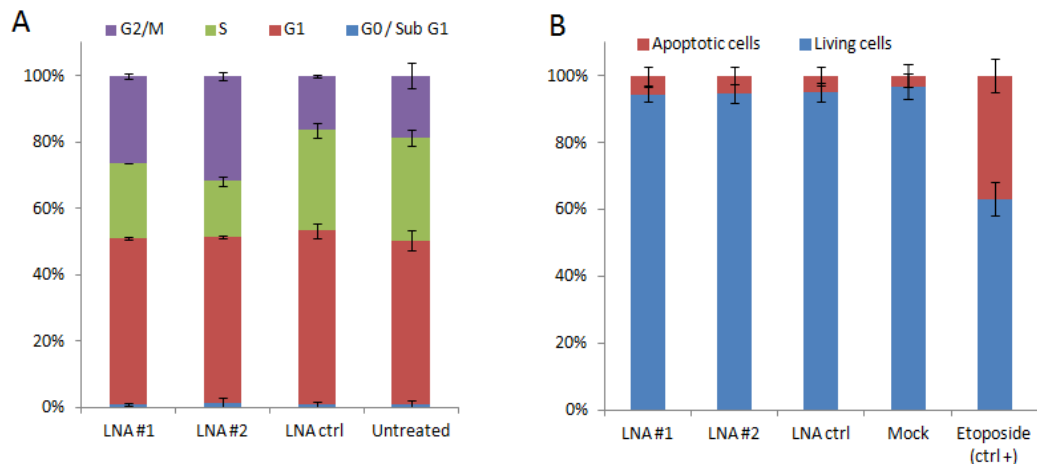 A
G2/M S G1 G0 / Sub G1
100%
80%
60%
40%
20%
0%
LNA #1 LNA #2 LNA ctrl Untreated
B
Apoptotic cells Living cells
100%
80%
60%
40%
20%
0%
LNA #1 LNA #2 LNA ctrl Mock Etoposide
(ctrl +)